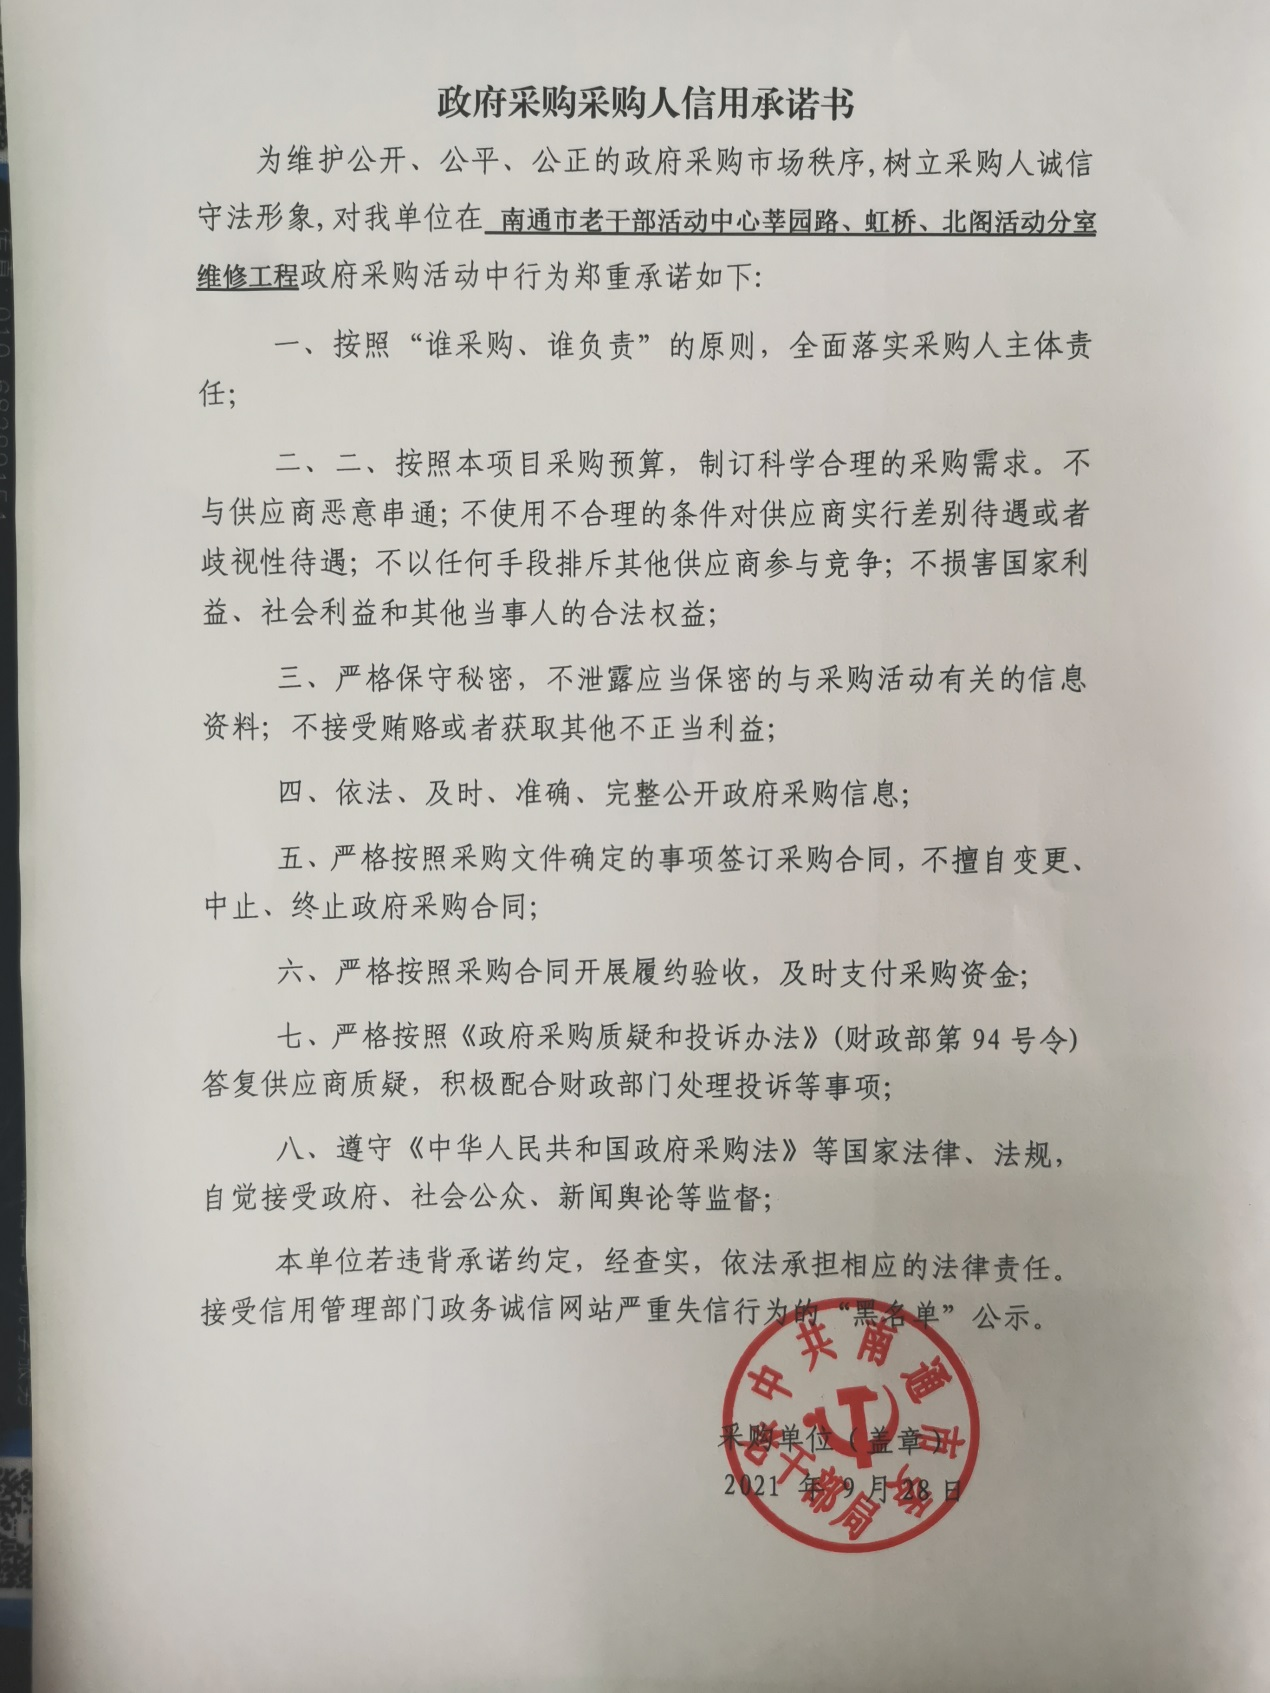 政府采购采购人信用承诺书
为维护公开、公平、公正的政府采购市场秩序,树立采购人诚信
守法形象,对我单位在 南通市老干部活动中心莘园路、虹桥、北阁活动分室
维修工程政府采购活动中行为郑重承诺如下:
一、按照“谁采购、谁负责”的原则，全面落实采购人主体责
任;
二、二、按照本项目采购预算，制订科学合理的采购需求。不
与供应商恶意串通;不使用不合理的条件对供应商实行差别待遇或者
歧视性待遇; 不以任何手段排斥其他供应商参与竞争; 不损害国家利
益、社会利益和其他当事人的合法权益;
三、严格保守秘密，不泄露应当保密的与采购活动有关的信息
资料; 不接受贿赂或者获取其他不正当利益;
四、依法、及时、准确、完整公开政府采购信息;
五、严格按照采购文件确定的事项签订采购合同，不擅自变更、
中止、终止政府采购合同;
六、严格按照采购合同开展履约验收，及时支付采购资金;
七、严格按照《政府采购质疑和投诉办法》(财政部第 94 号令)
答复供应商质疑，积极配合财政部门处理投诉等事项;
八、遵守《中华人民共和国政府采购法》等国家法律、法规，
自觉接受政府、社会公众、新闻舆论等监督;
本单位若违背承诺约定，经查实，依法承担相应的法律责任。
接受信用管理部门政务诚信网站严重失信行为的“黑名单”公示。
采购单位（盖章）
2021 年 9 月 28 日
中共南通市委
老干部局